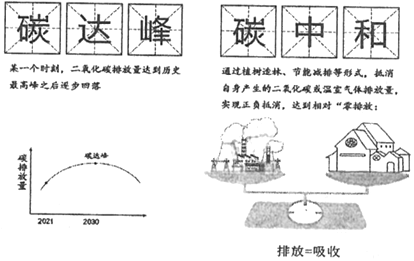 碳达峰
某一个时刻，二氧化碳排放量达到历史
最高峰之后逐步回落
碳排放量
碳达峰
2021
2030
碳中和
通过植树造林、节能减排等形式，抵消
自身产生的二氧化碳或温室气体排放量，
实现正负抵消，达到相对“零排放；
排放=吸收